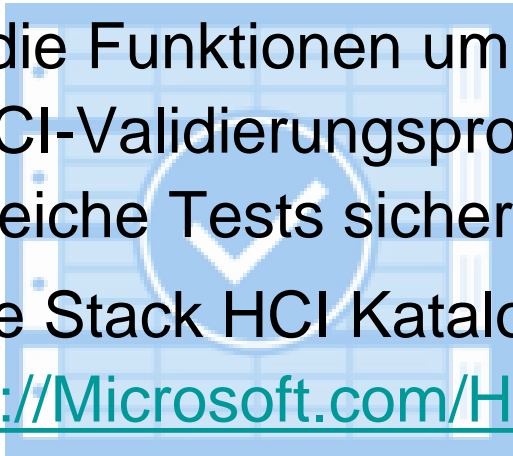 die Funktionen um
CI-Validierungspro
eiche Tests sicher
e Stack HCI Katalo
://Microsoft.com/H